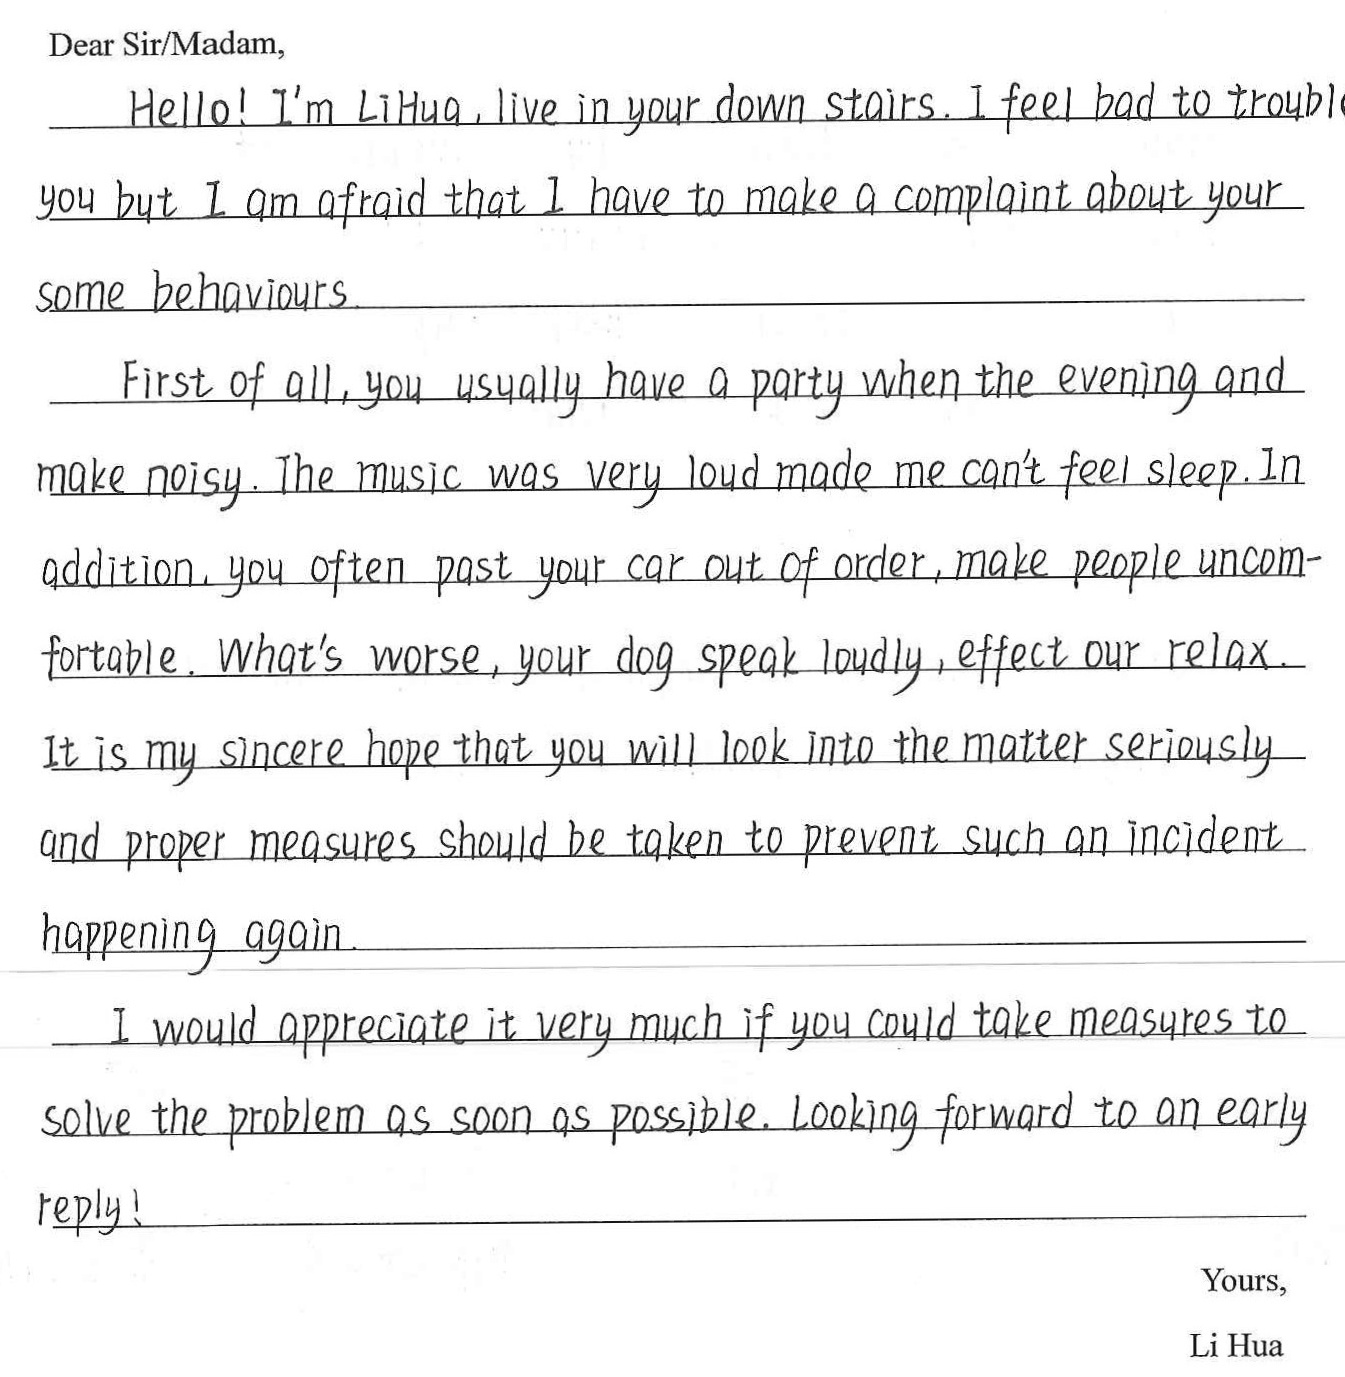 Dear Sir/Madam,
Hello! I'm LiHua, live in your down stairs. I feel bad to trouble
you but I am afraid that I have to make a complaint about your
some behaviours.
First of all, you usually have a party when the evening and
make noisy. The music was very loud made me can't feel sleep. In
addition, you often past your car out of order, make people uncom-
fortable. What's worse, your dog speak loudly, effect our relax.
It is my sincere hope that you will look into the matter seriously
and proper measures should be taken to prevent such an incident
happening again.
I would appreciate it very much if you could take measures to
solve the problem as soon as possible. Looking forward to an early
reply!
Yours,
Li Hua